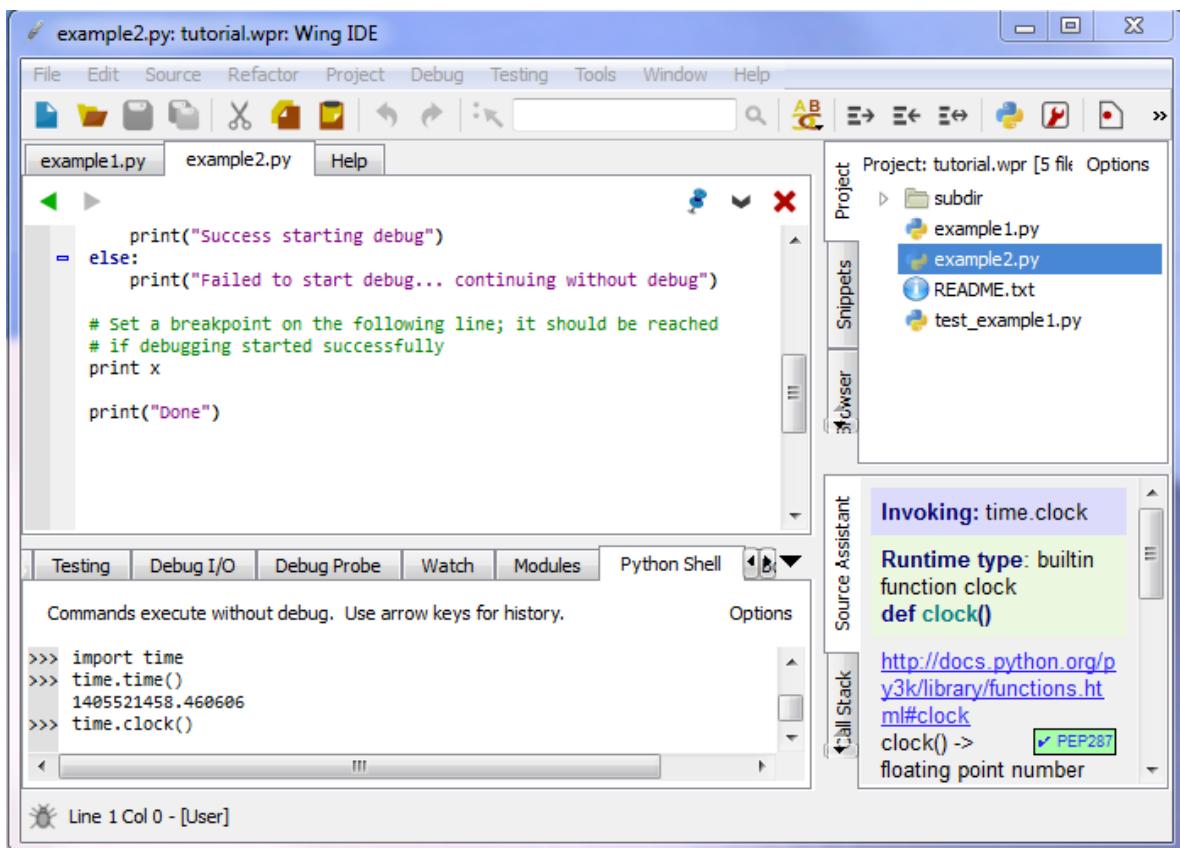 example2.py: tutorial.wpr: Wing IDE
File Edit Source Refactor Project Debug Testing Tools Window Help
example1.py example2.py Help
print("Success starting debug")
else:
print("Failed to start debug... continuing without debug")
# Set a breakpoint on the following line; it should be reached
# if debugging started successfully
print x
print("Done")
Project
Snippets
Project: tutorial.wpr [5 file Options
subdir
example1.py
example2.py
README.txt
test_example1.py
Testing Debug I/O Debug Probe Watch Modules Python Shell
Commands execute without debug. Use arrow keys for history. Options
>>> import time
>>> time.time()
1405521458.460606
>>> time.clock()
Source Assistant
Call Stack
Invoking: time.clock
Runtime type: builtin
function clock
def clock()
http://docs.python.org/p
y3k/library/functions.ht
ml#clock
clock() -> ✔ PEP287
floating point number
Line 1 Col 0 - [User]